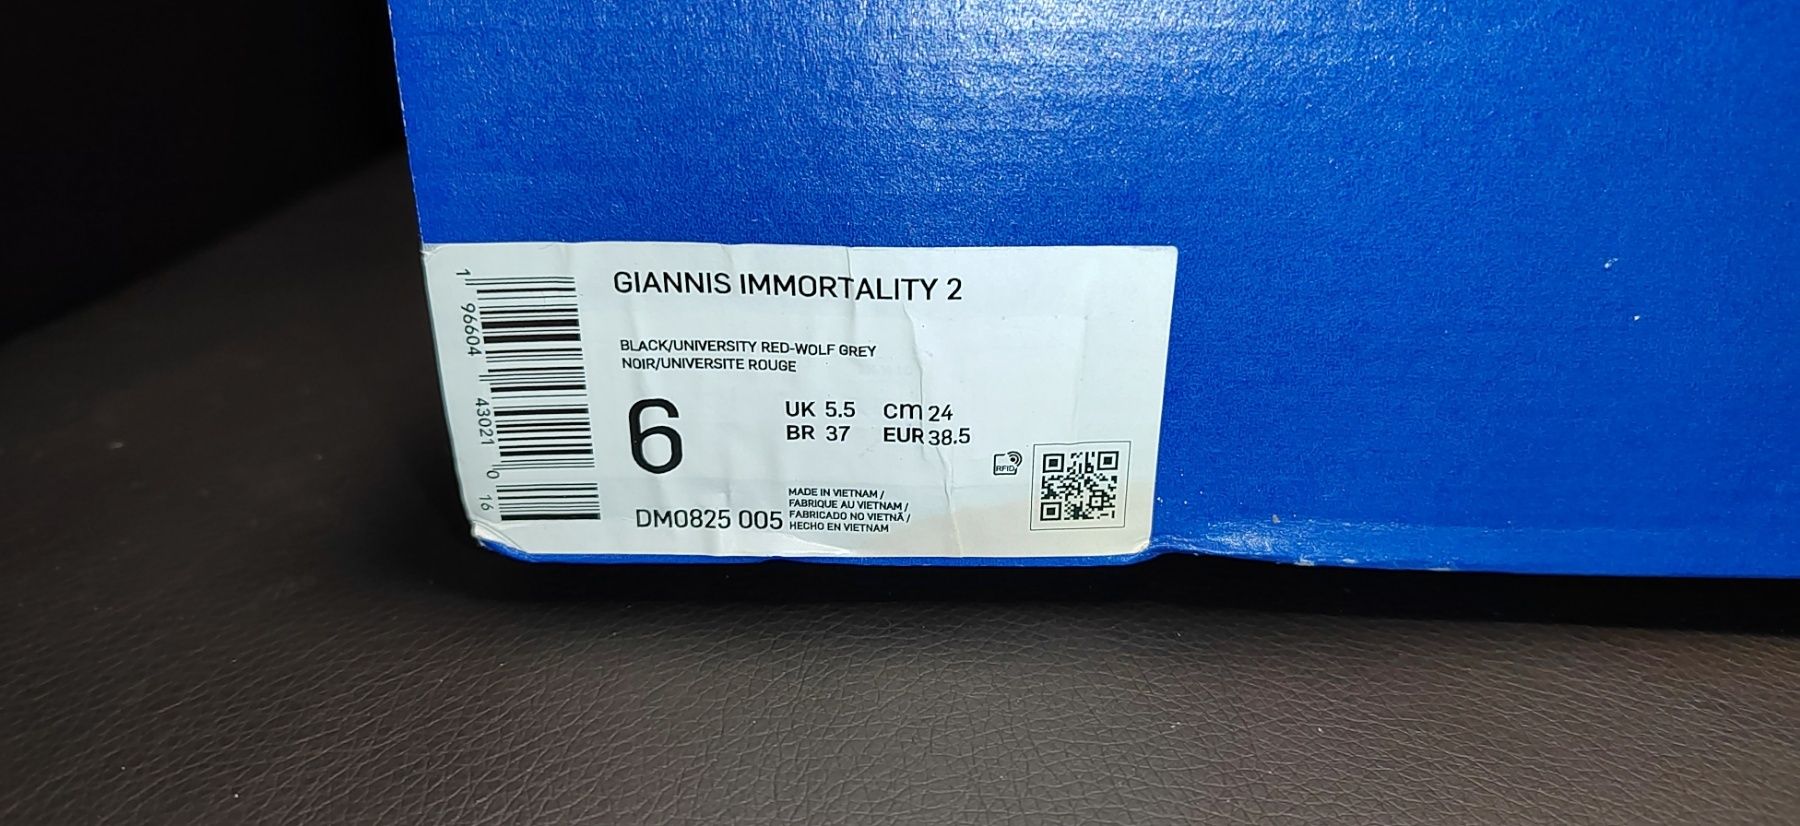 GIANNIS IMMORTALITY 2
BLACK/UNIVERSITY RED-WOLF GREY
NOIR/UNIVERSITE ROUGE
6
UK 5.5 cm 24
BR 37 EUR 38.5
RFID
DM0825 005
MADE IN VIETNAM /
FABRIQUE AU VIETNAM /
FABRICADO NO VIETNÃ /
HECHO EN VIETNAM
1 96604 43021 0 16